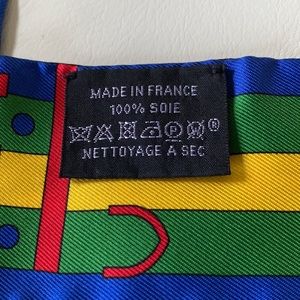 MADE IN FRANCE
100% SOIE
®
NETTOYAGE A SEC